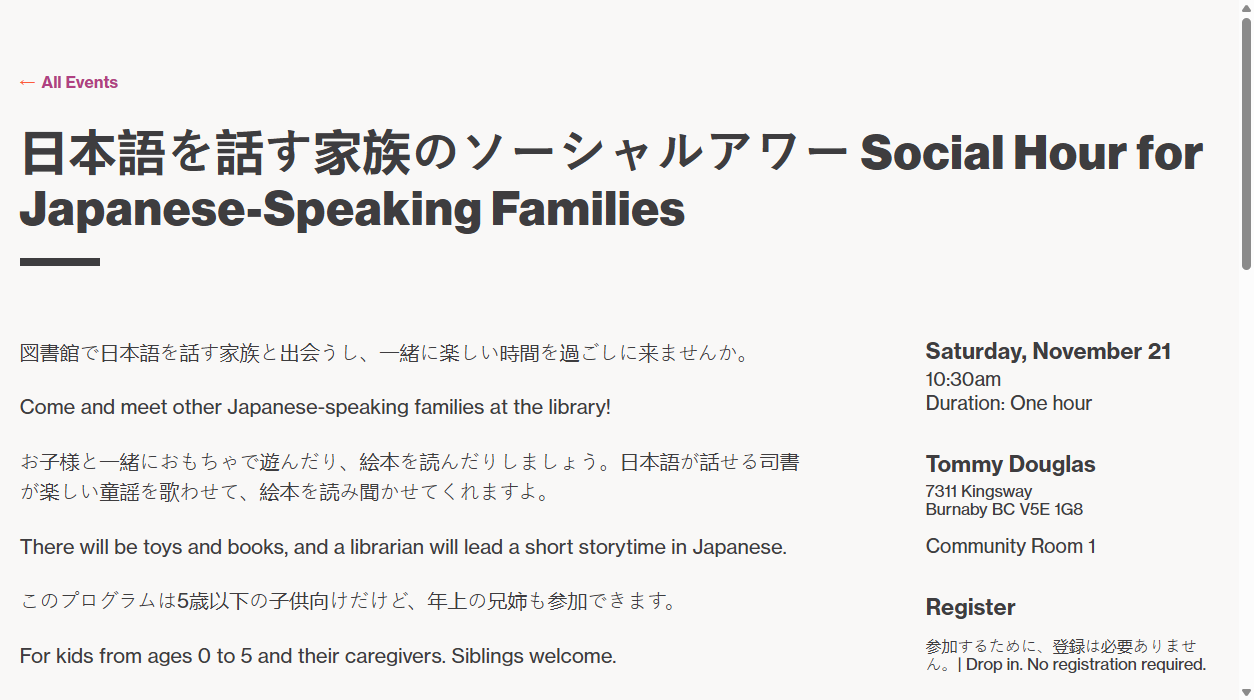 ← All Events
日本語を話す家族のソーシャルアワー Social Hour for
Japanese-Speaking Families
図書館で日本語を話す家族と出会うし、一緒に楽しい時間を過ごしに来ませんか。
Come and meet other Japanese-speaking families at the library!
お子様と一緒におもちゃで遊んだり、絵本を読んだりしましょう。日本語が話せる司書
が楽しい童謡を歌わせて、絵本を読み聞かせてくれますよ。
There will be toys and books, and a librarian will lead a short storytime in Japanese.
このプログラムは5歳以下の子供向けだけど、年上の兄姉も参加できます。
For kids from ages 0 to 5 and their caregivers. Siblings welcome.
Saturday, November 21
10:30am
Duration: One hour
Tommy Douglas
7311 Kingsway
Burnaby BC V5E 1G8
Community Room 1
Register
参加するために、登録は必要ありませ
ん。| Drop in. No registration required.